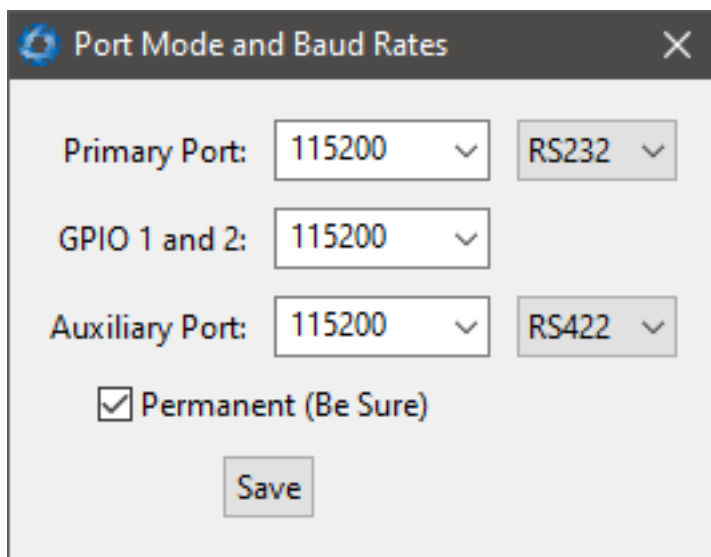 Port Mode and Baud Rates
Primary Port: 115200 RS232
GPIO 1 and 2: 115200
Auxiliary Port: 115200 RS422
Permanent (Be Sure)
Save